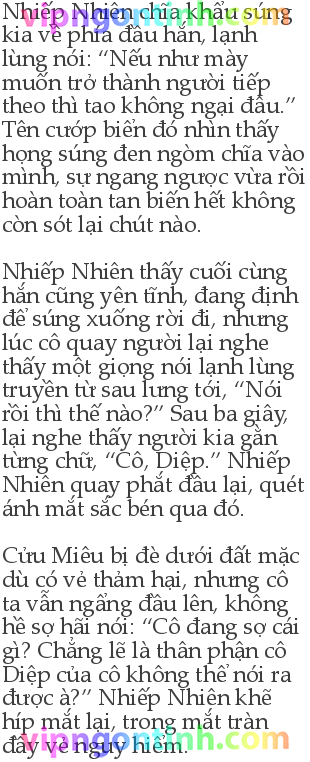 Nhiếp Nhiên chĩa khẩu súng
kia về phía đầu hắn, lạnh
lùng nói: “Nếu như mày
muốn trở thành người tiếp
theo thì tao không ngại đâu.”
Tên cướp biển đó nhìn thấy
họng súng đen ngòm chĩa vào
mình, sự ngang ngược vừa rồi
hoàn toàn tan biến hết không
còn sót lại chút nào.
Nhiếp Nhiên thấy cuối cùng
hắn cũng yên tĩnh, đang định
để súng xuống rời đi, nhưng
lúc cô quay người lại nghe
thấy một giọng nói lạnh lùng
truyền từ sau lưng tới, “Nói
rồi thì thế nào?” Sau ba giây,
lại nghe thấy người kia gằn
từng chữ, “Cô, Diệp.” Nhiếp
Nhiên quay phắt đầu lại, quét
ánh mắt sắc bén qua đó.
Cửu Miêu bị đè dưới đất mặc
dù có vẻ thảm hại, nhưng cô
ta vẫn ngẩng đầu lên, không
hề sợ hãi nói: “Cô đang sợ cái
gì? Chẳng lẽ là thân phận cô
Diệp của cô không thể nói ra
được à?” Nhiếp Nhiên khẽ
híp mắt lại, trong mắt tràn
đầy vẻ nguy hiểm.
vipngontinh.com